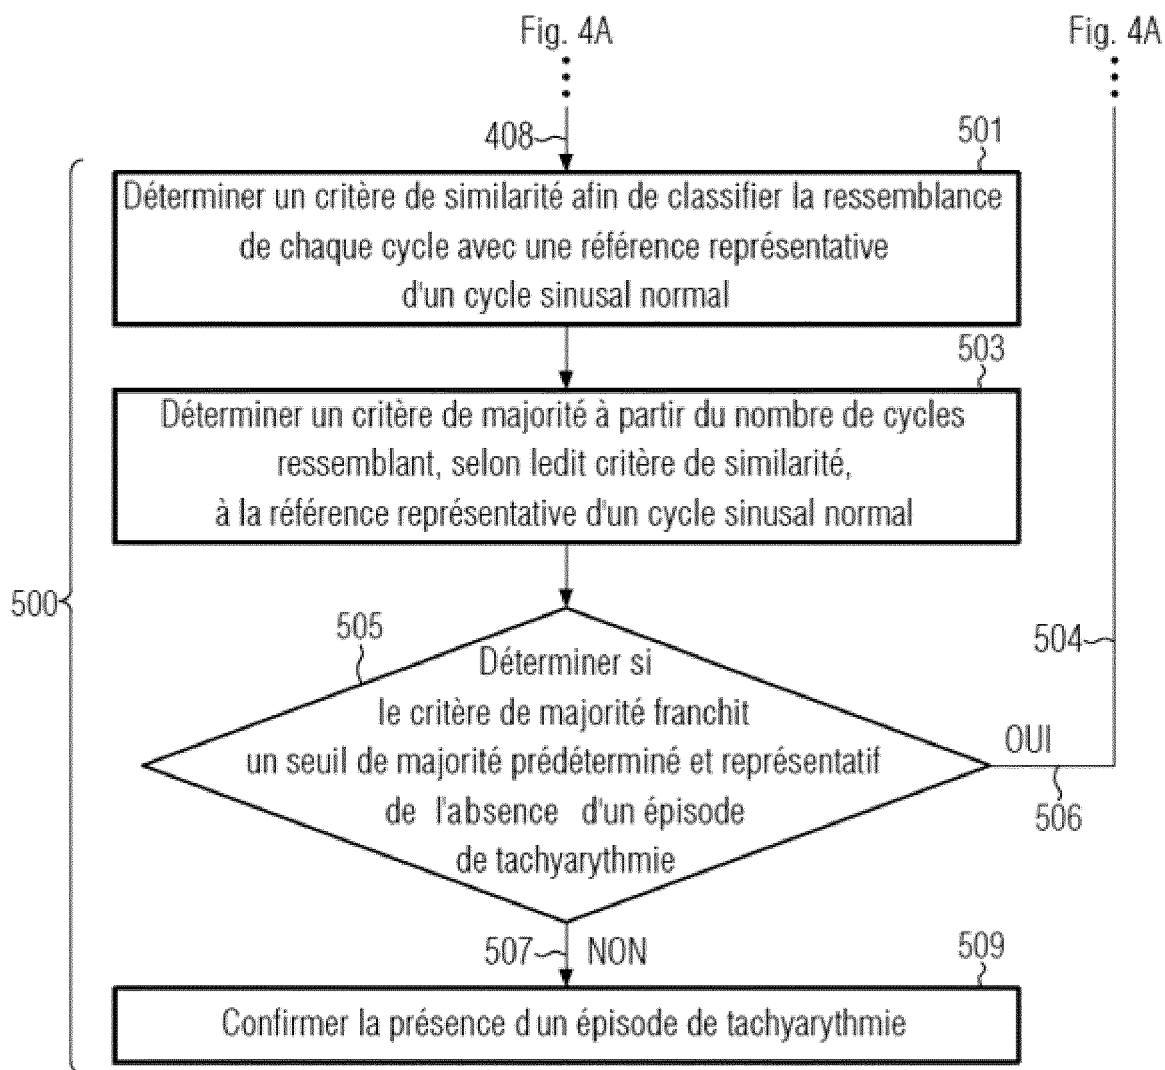 Fig. 4A
Fig. 4A
408
501
Déterminer un critère de similarité afin de classifier la ressemblance
de chaque cycle avec une référence représentative
d'un cycle sinusal normal
503
Déterminer un critère de majorité à partir du nombre de cycles
ressemblant, selon ledit critère de similarité,
à la référence représentative d'un cycle sinusal normal
500
505
504
Déterminer si
le critère de majorité franchit
un seuil de majorité prédéterminé et représentatif
de l'absence d'un épisode
de tachyarythmie
OUI
506
507
NON
509
Confirmer la présence d un épisode de tachyarythmie